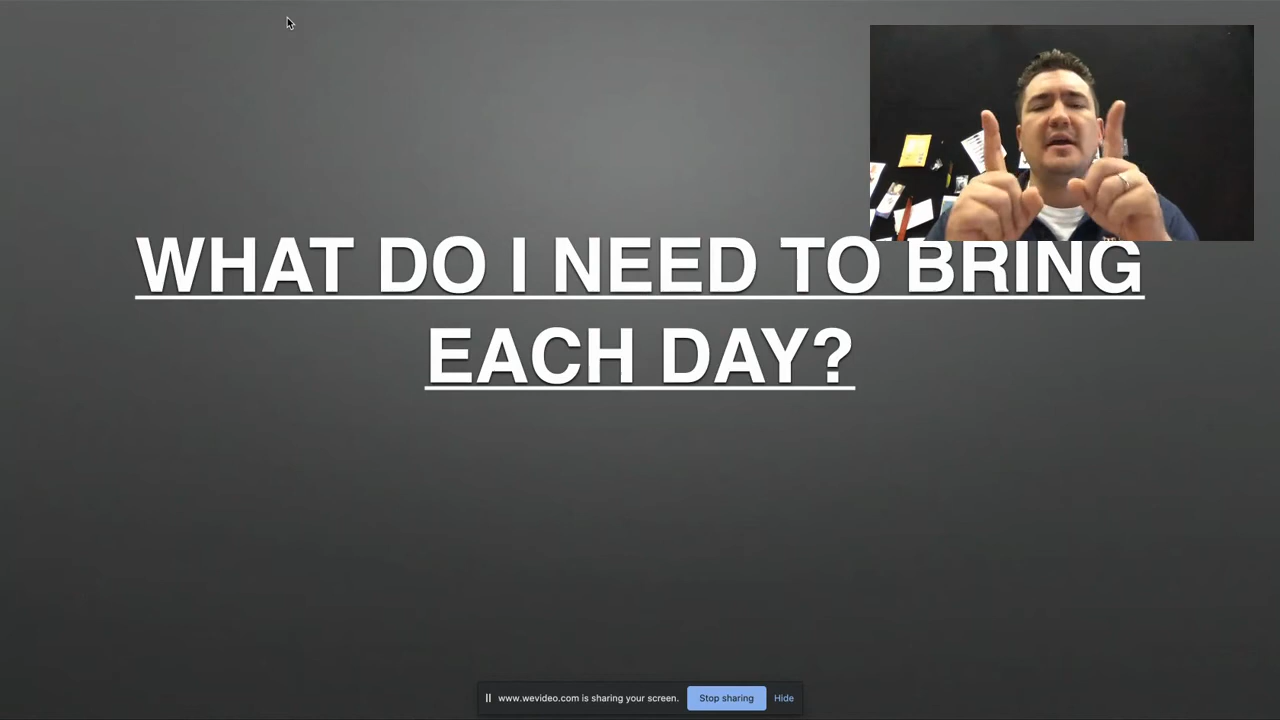 WHAT DO I NEED TO BRING
EACH DAY?
www.wevideo.com is sharing your screen.
Stop sharing
Hide